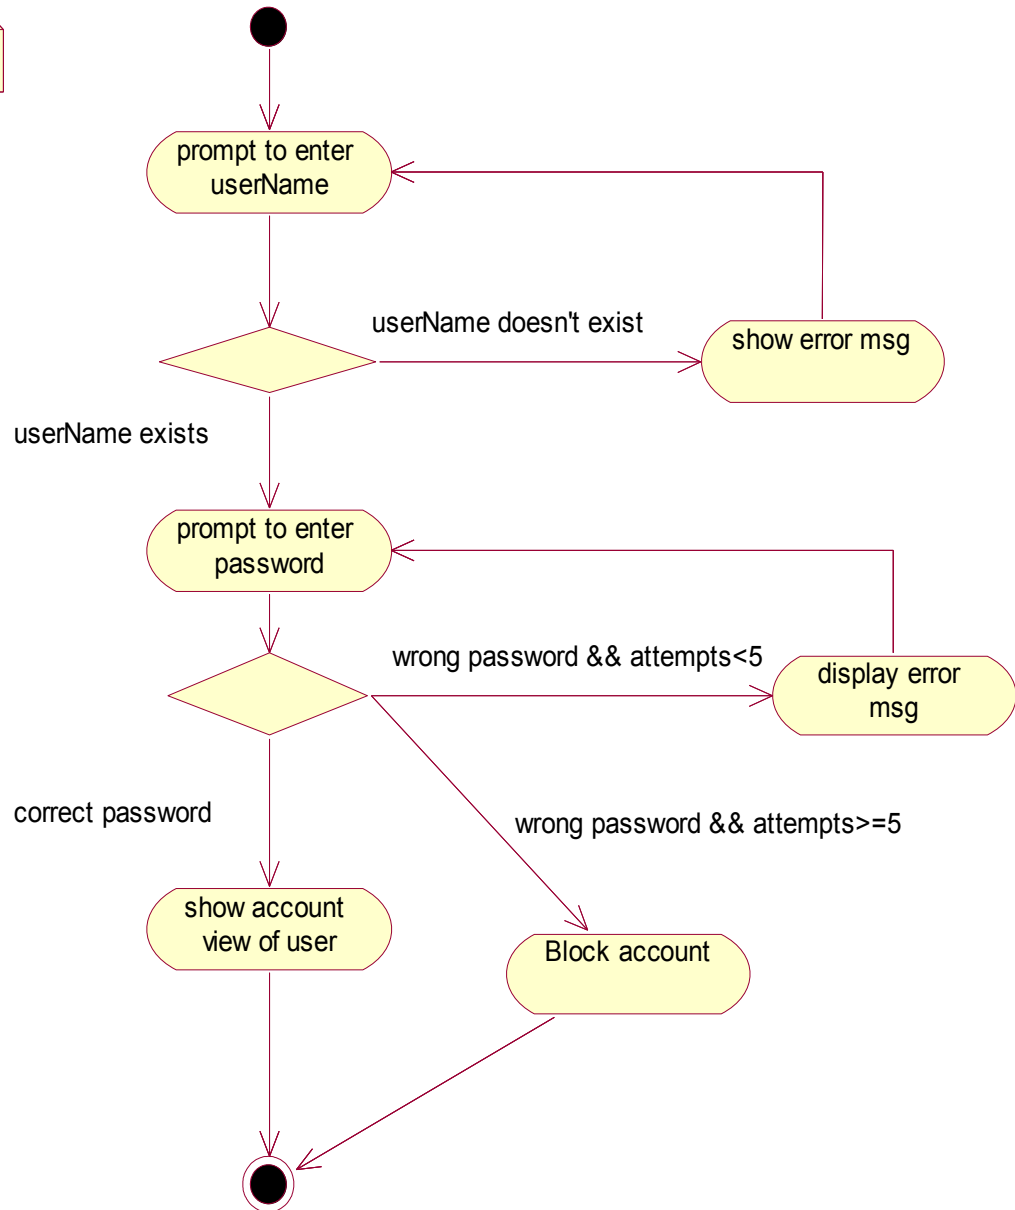 prompt to enter
userName
userName doesn't exist
show error msg
userName exists
prompt to enter
password
wrong password && attempts<5
display error
msg
correct password
wrong password && attempts>=5
show account
view of user
Block account